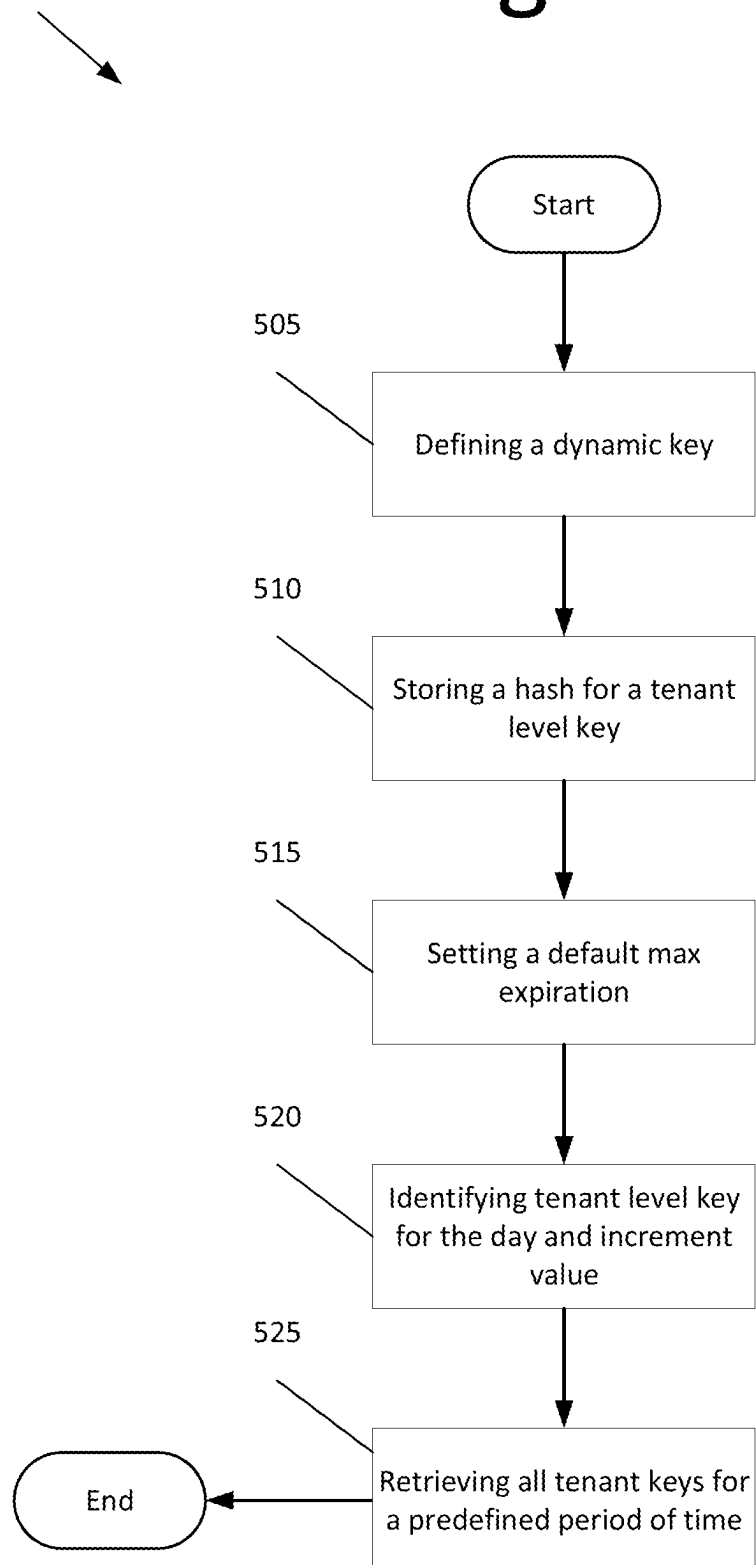 Start
505
Defining a dynamic key
510
Storing a hash for a tenant
level key
515
Setting a default max
expiration
520
Identifying tenant level key
for the day and increment
value
525
Retrieving all tenant keys for
a predefined period of time
End